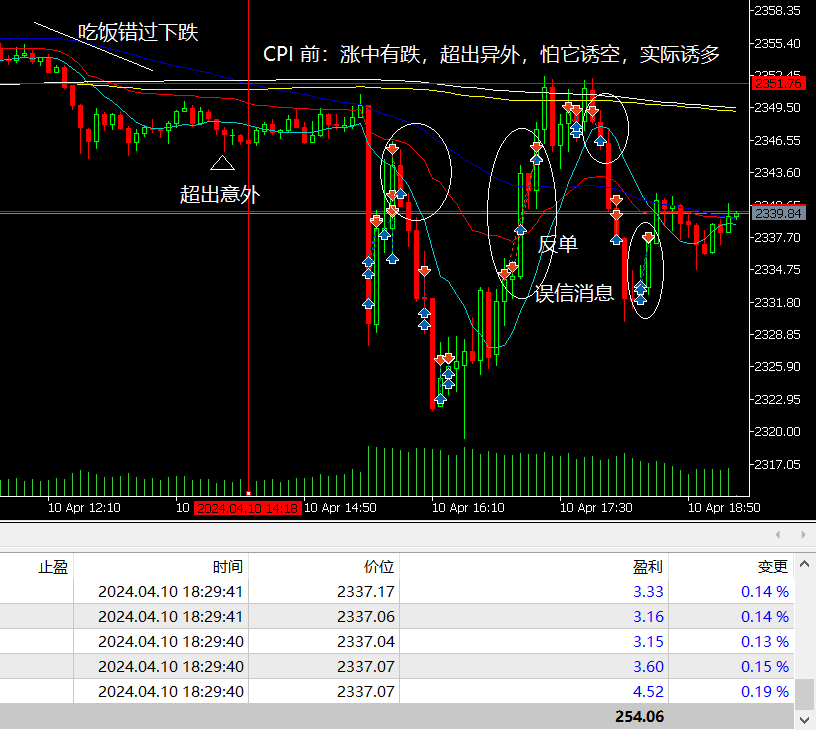 2358.35
吃饭错过下跌
2355.40
CPI 前：涨中有跌，超出异外，怕它诱空，实际诱多
2351.76
2349.50
2346.55
2343.60
超出意外
2339.84
2337.70
反单
2334.75
误信消息
2331.80
2328.85
2325.90
2322.95
2320.00
2317.05
10 Apr 12:10
10
2024.04.10 14:18
10 Apr 14:50
10 Apr 16:10
10 Apr 17:30
10 Apr 18:50
止盈 时间 价位 盈利 变更
2024.04.10 18:29:41 2337.17 3.33 0.14 %
2024.04.10 18:29:41 2337.06 3.16 0.14 %
2024.04.10 18:29:40 2337.04 3.15 0.13 %
2024.04.10 18:29:40 2337.07 3.60 0.15 %
2024.04.10 18:29:40 2337.07 4.52 0.19 %
254.06